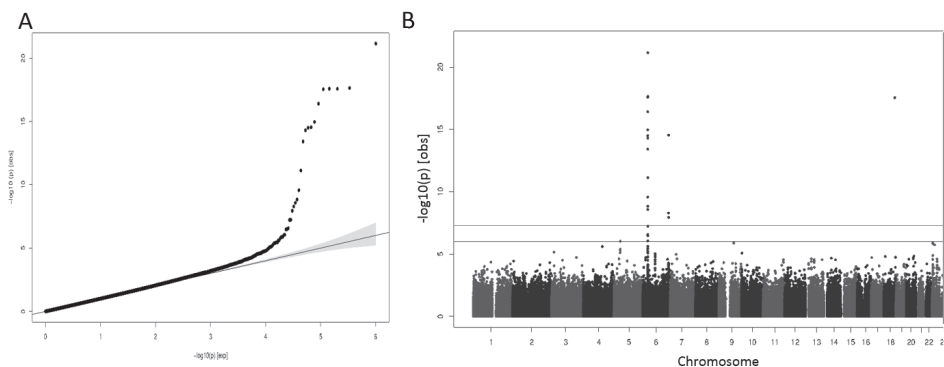 A
−log10 (p) [obs]
20
15
10
5
0
0 1 2 3 4 5 6
−log10(p) [exp]
B
-log10(p) [obs]
20
15
10
5
0
1 2 3 4 5 6 7 8 9 10 11 12 13 14 15 16 18 20 22 2
Chromosome